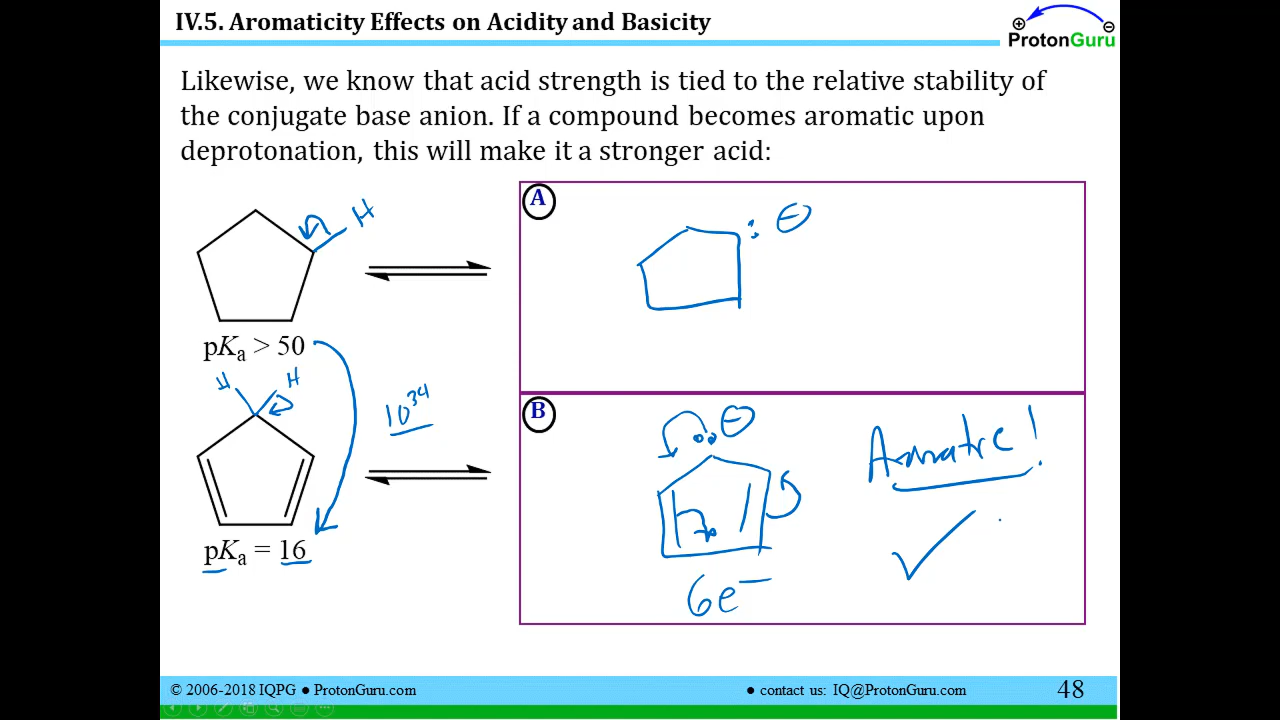 IV.5. Aromaticity Effects on Acidity and Basicity
⊕ ⊖
ProtonGuru
Likewise, we know that acid strength is tied to the relative stability of
the conjugate base anion. If a compound becomes aromatic upon
deprotonation, this will make it a stronger acid:
A
H
: ⊖
pKa > 50
H H
10^34
B
⊖
Aromatic!
pKa = 16
6e⁻
© 2006-2018 IQPG ● ProtonGuru.com
● contact us: IQ@ProtonGuru.com
48